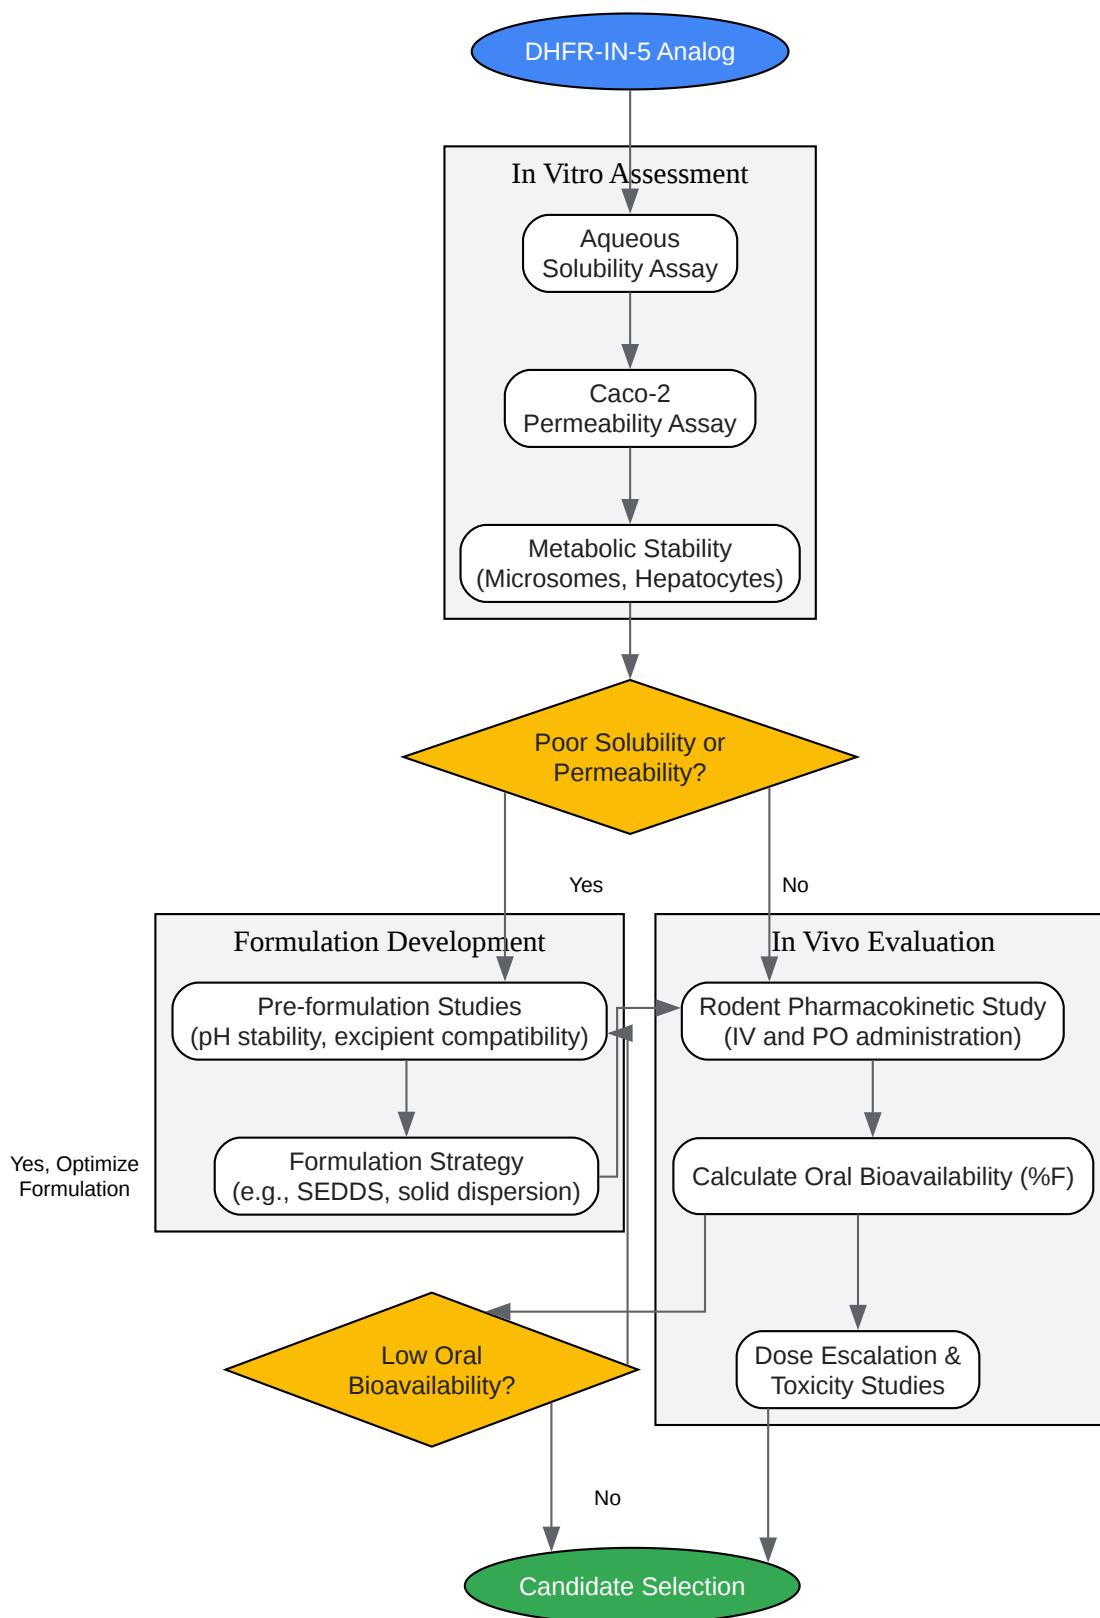 DHFR-IN-5 Analog
In Vitro Assessment
Aqueous
Solubility Assay
Caco-2
Permeability Assay
Metabolic Stability
(Microsomes, Hepatocytes)
Poor Solubility or
Permeability?
Yes
No
Formulation Development
Pre-formulation Studies
(pH stability, excipient compatibility)
Formulation Strategy
(e.g., SEDDS, solid dispersion)
In Vivo Evaluation
Rodent Pharmacokinetic Study
(IV and PO administration)
Calculate Oral Bioavailability (%F)
Yes, Optimize
Formulation
Low Oral
Bioavailability?
Dose Escalation &
Toxicity Studies
No
Candidate Selection